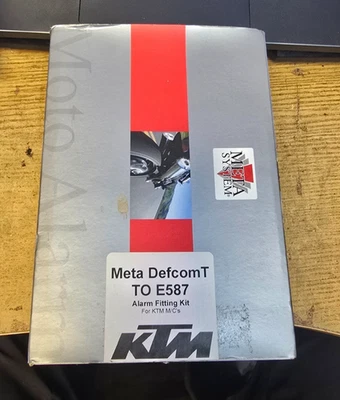 Moto Alarm
META
SYSTEM
Meta DefcomT
TO E587
Alarm Fitting Kit
For KTM M/C's
KTM